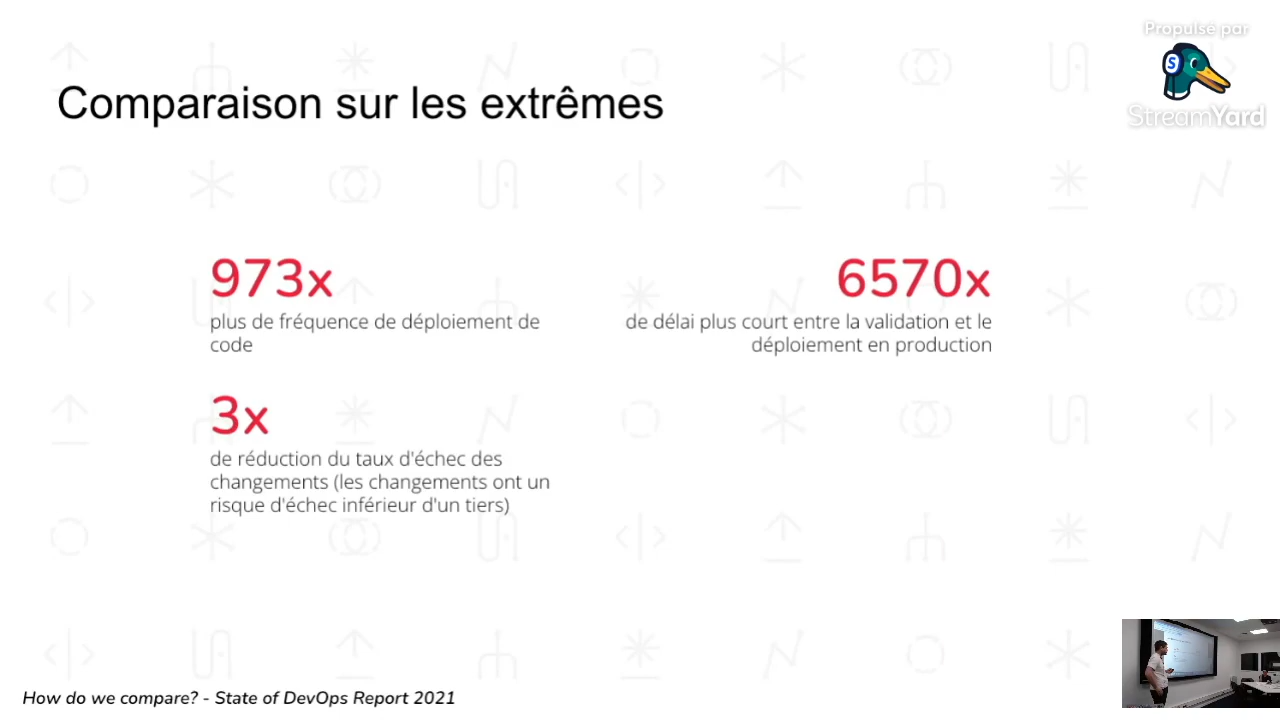 Propulsé par
StreamYard
Comparaison sur les extrêmes
973x
plus de fréquence de déploiement de
code
6570x
de délai plus court entre la validation et le
déploiement en production
3x
de réduction du taux d'échec des
changements (les changements ont un
risque d'échec inférieur d'un tiers)
How do we compare? - State of DevOps Report 2021